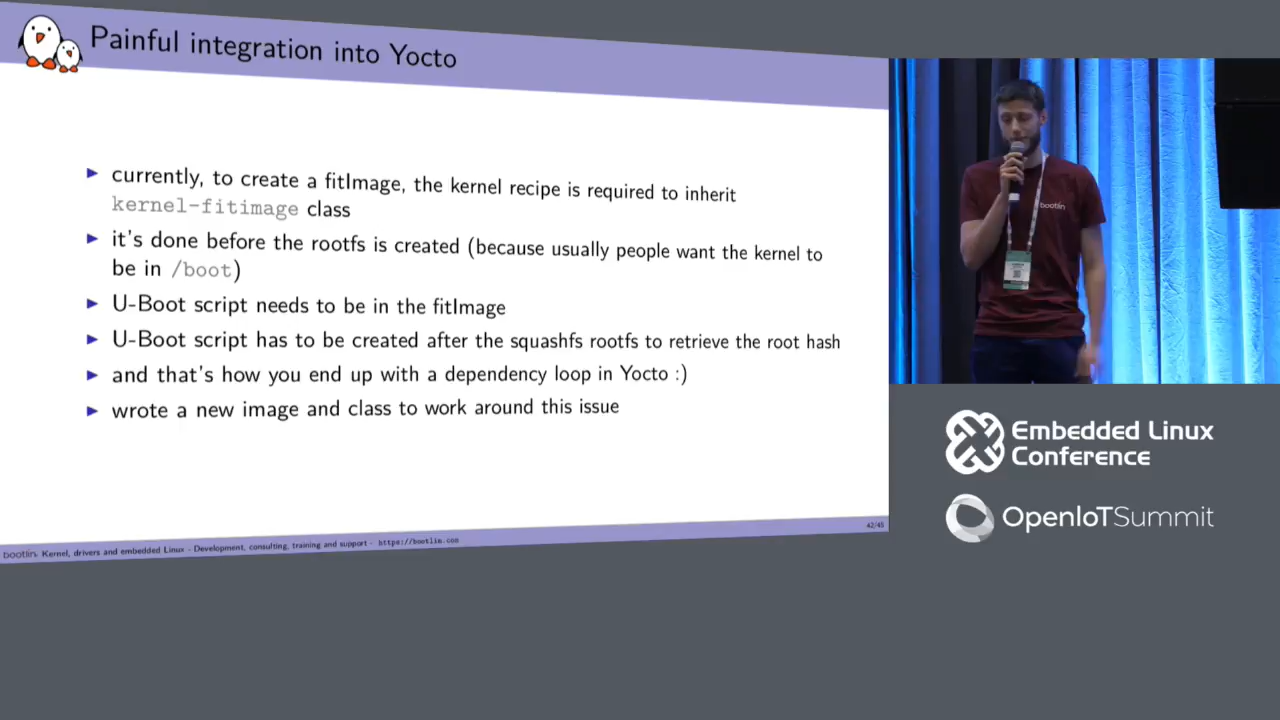 Painful integration into Yocto
currently, to create a fitImage, the kernel recipe is required to inherit
kernel-fitimage class
it's done before the rootfs is created (because usually people want the kernel to
be in /boot)
U-Boot script needs to be in the fitImage
U-Boot script has to be created after the squashfs rootfs to retrieve the root hash
and that's how you end up with a dependency loop in Yocto :)
wrote a new image and class to work around this issue
42/45
bootlin Kernel, drivers and embedded Linux - Development, consulting, training and support - https://bootlin.com
bootlin
Embedded Linux
Conference
OpenIoTSummit